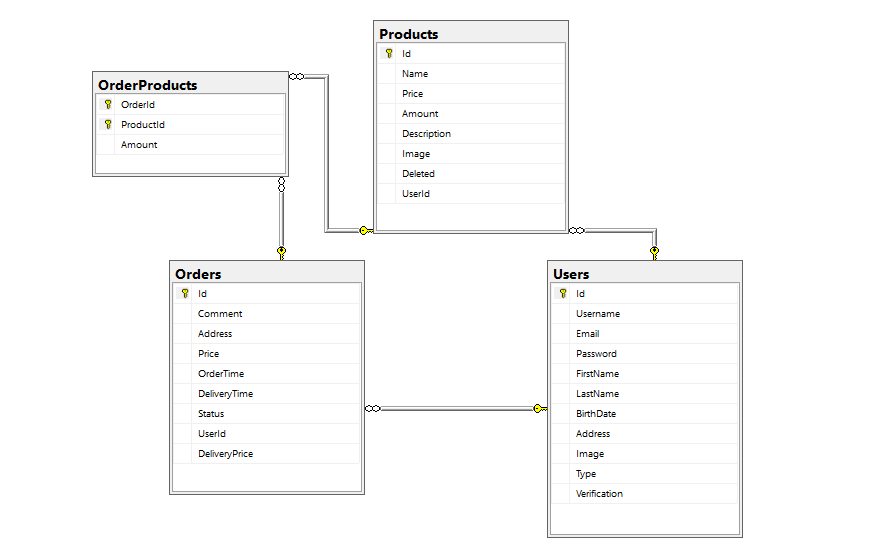 Products
Id
Name
Price
Amount
Description
Image
Deleted
UserId
OrderProducts
OrderId
ProductId
Amount
Orders
Id
Comment
Address
Price
OrderTime
DeliveryTime
Status
UserId
DeliveryPrice
Users
Id
Username
Email
Password
FirstName
LastName
BirthDate
Address
Image
Type
Verification